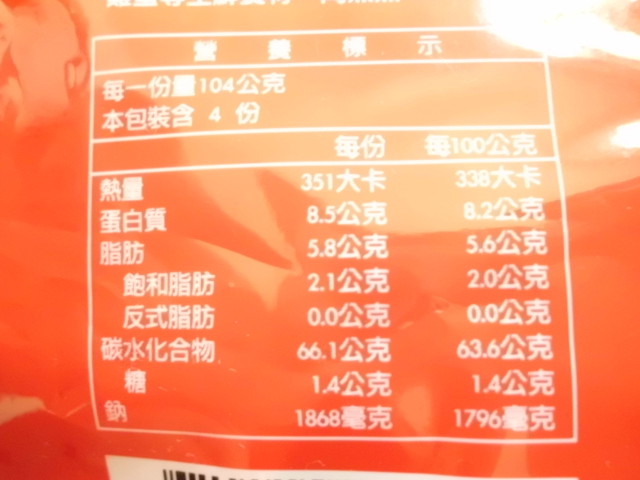 營養標示
每一份量104公克
本包裝含 4 份
每份 每100公克
熱量 351大卡 338大卡
蛋白質 8.5公克 8.2公克
脂肪 5.8公克 5.6公克
飽和脂肪 2.1公克 2.0公克
反式脂肪 0.0公克 0.0公克
碳水化合物 66.1公克 63.6公克
糖 1.4公克 1.4公克
鈉 1868毫克 1796毫克